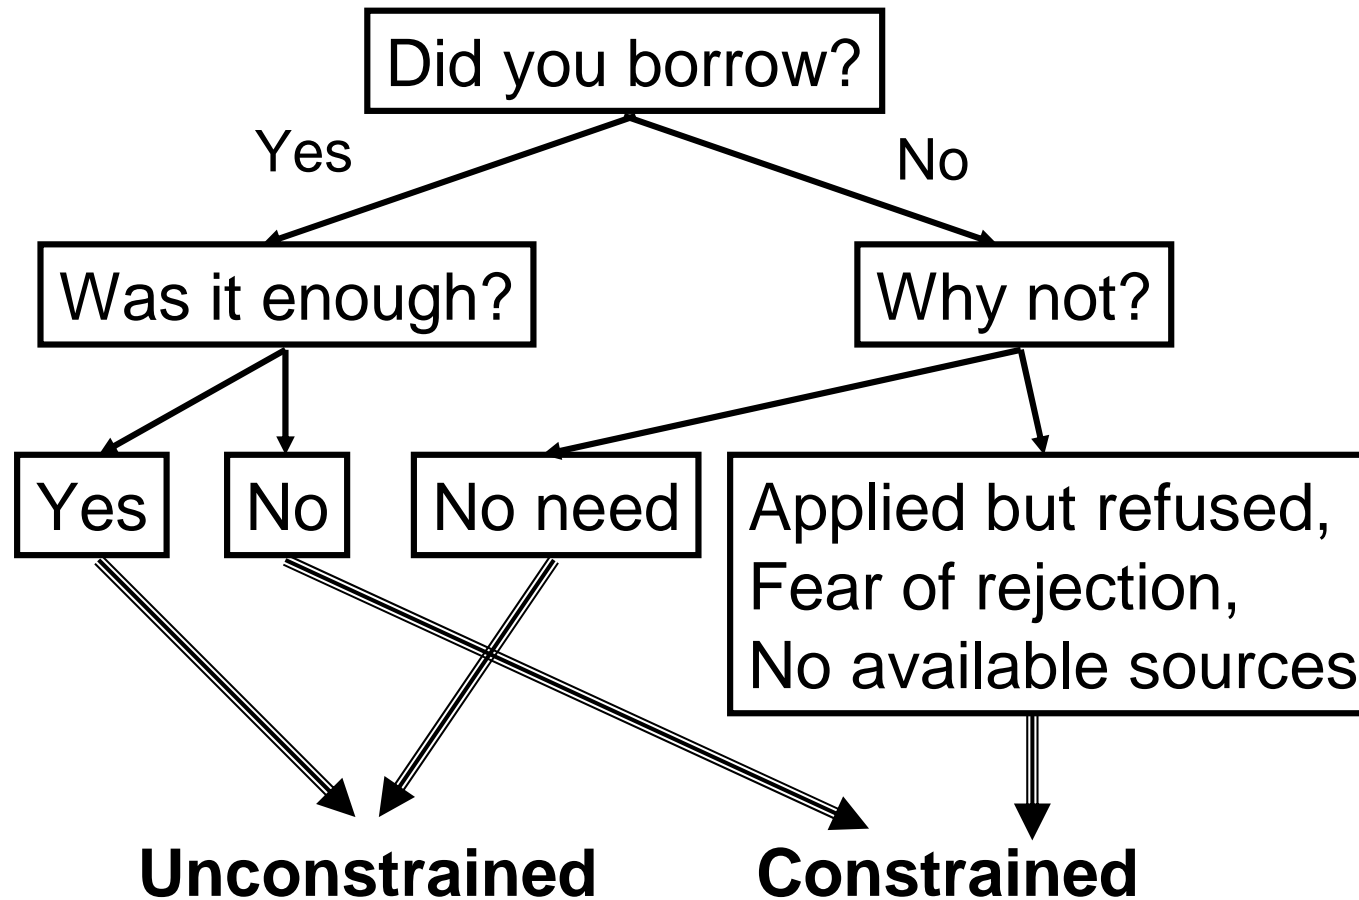 Did you borrow?
Yes
No
Was it enough?
Why not?
Yes
No
No need
Applied but refused,
Fear of rejection,
No available sources
Unconstrained
Constrained